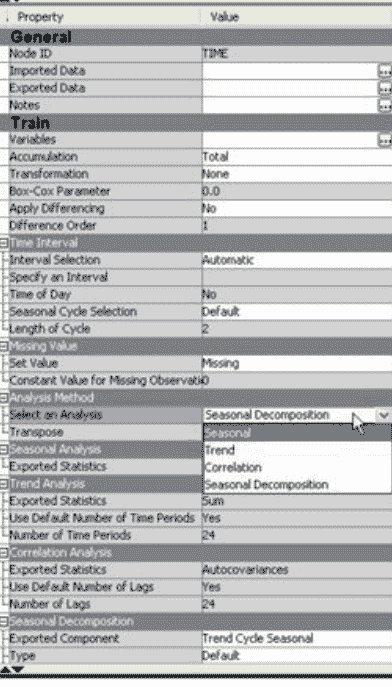 Property Value
General
Node ID TIME
Imported Data ...
Exported Data ...
Notes ...
Train
Variables ...
Accumulation Total
Transformation None
Box-Cox Parameter 0.0
Apply Differencing No
Difference Order 1
Time Interval
Interval Selection Automatic
Specify an Interval
Time of Day No
Seasonal Cycle Selection Default
Length of Cycle 2
Missing Value
Set Value Missing
Constant Value for Missing Observati 0
Analysis Method
Select an Analysis Seasonal Decomposition
Transpose Seasonal
Seasonal Analysis Trend
Exported Statistics Correlation
Trend Analysis Seasonal Decomposition
Exported Statistics Sum
Use Default Number of Time Periods Yes
Number of Time Periods 24
Correlation Analysis
Exported Statistics Autocovariances
Use Default Number of Lags Yes
Number of Lags 24
Seasonal Decomposition
Exported Component Trend Cycle Seasonal
Type Default